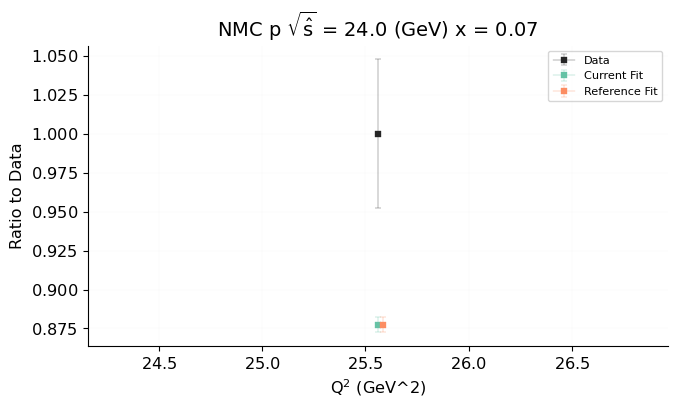 NMC p √ŝ = 24.0 (GeV) x = 0.07
Data
Current Fit
Reference Fit
Ratio to Data
1.050
1.025
1.000
0.975
0.950
0.925
0.900
0.875
24.5 25.0 25.5 26.0 26.5
Q² (GeV^2)